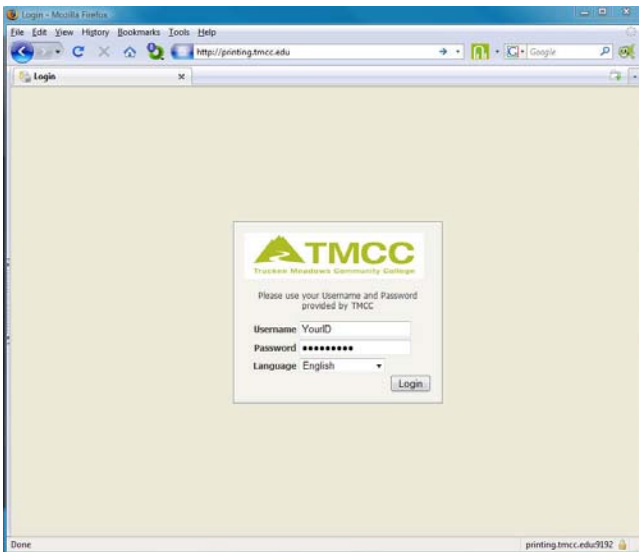 Login - Mozilla Firefox
File Edit View History Bookmarks Tools Help
http://printing.tmcc.edu Google
Login
TMCC
Truckee Meadows Community College
Please use your Username and Password
provided by TMCC
Username YourID
Password •••••••••
Language English
Login
Done printing.tmcc.edu:9192